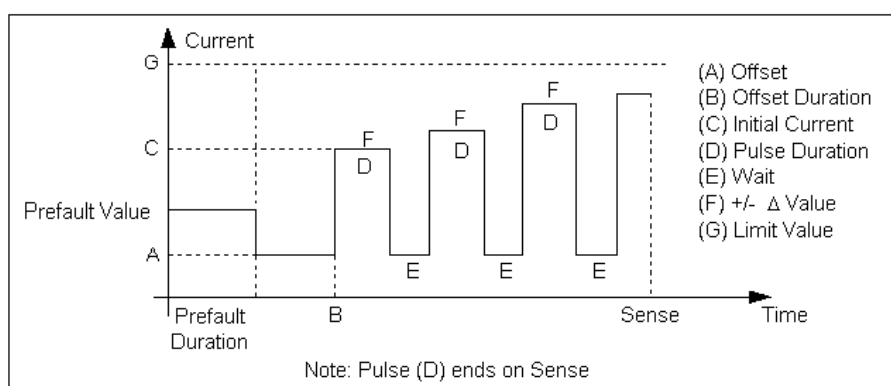 Current
G
F
F
F
D
D
D
C
Prefault Value
A
E
E
E
Prefault
Duration
B
Sense
Time
(A) Offset
(B) Offset Duration
(C) Initial Current
(D) Pulse Duration
(E) Wait
(F) +/- Δ Value
(G) Limit Value
Note: Pulse (D) ends on Sense